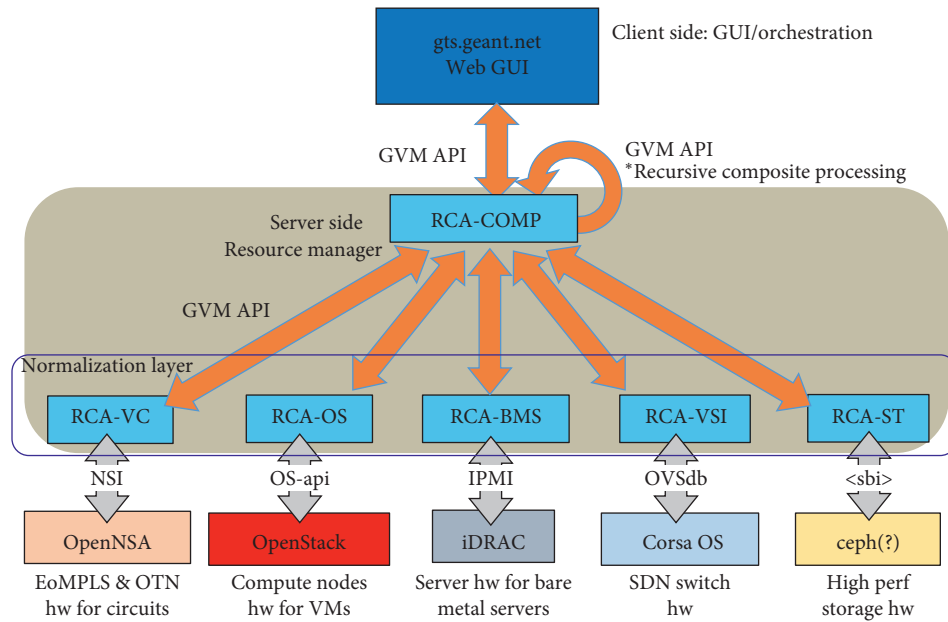 gts.geant.net
Web GUI
Client side: GUI/orchestration
GVM API
GVM API
*Recursive composite processing
RCA-COMP
Server side
Resource manager
GVM API
Normalization layer
RCA-VC
RCA-OS
RCA-BMS
RCA-VSI
RCA-ST
NSI
OS-api
IPMI
OVSdb
<sbi>
OpenNSA
OpenStack
iDRAC
Corsa OS
ceph(?)
EoMPLS & OTN
hw for circuits
Compute nodes
hw for VMs
Server hw for bare
metal servers
SDN switch
hw
High perf
storage hw